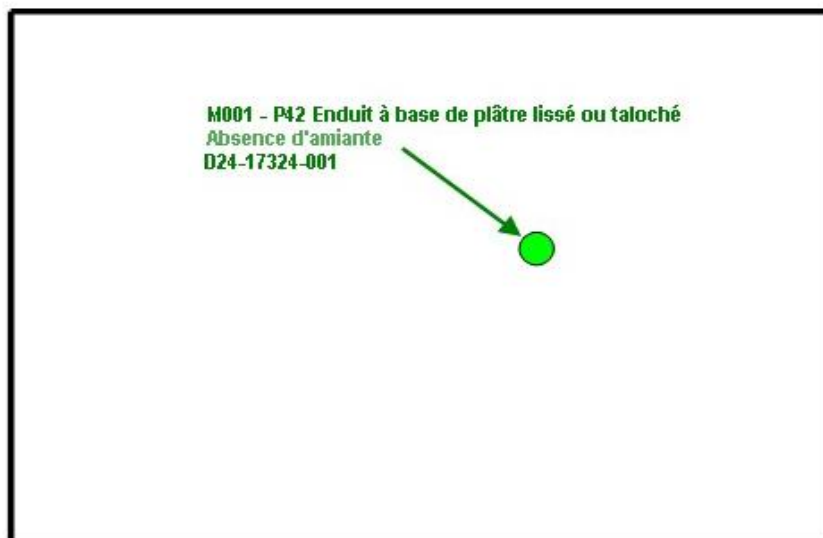 M001 - P42 Enduit à base de plâtre lissé ou taloché
Absence d'amiante
D24-17324-001